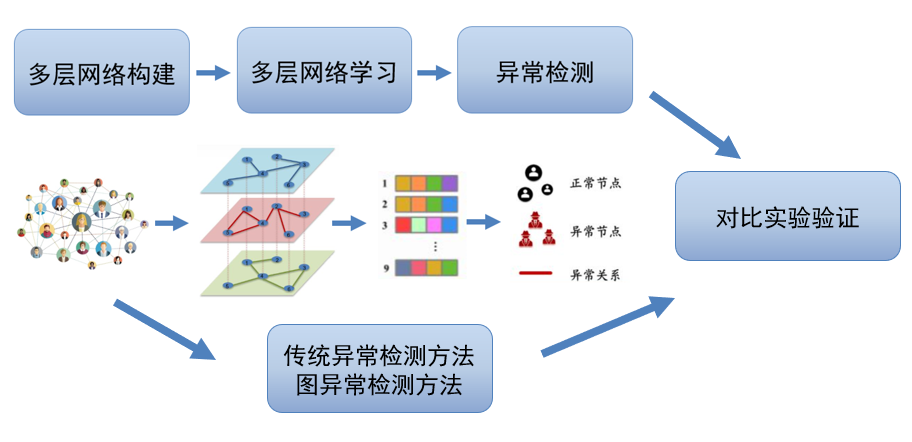 多层网络构建
多层网络学习
异常检测
1
2
3
⋮
9
正常节点
异常节点
异常关系
对比实验验证
传统异常检测方法
图异常检测方法